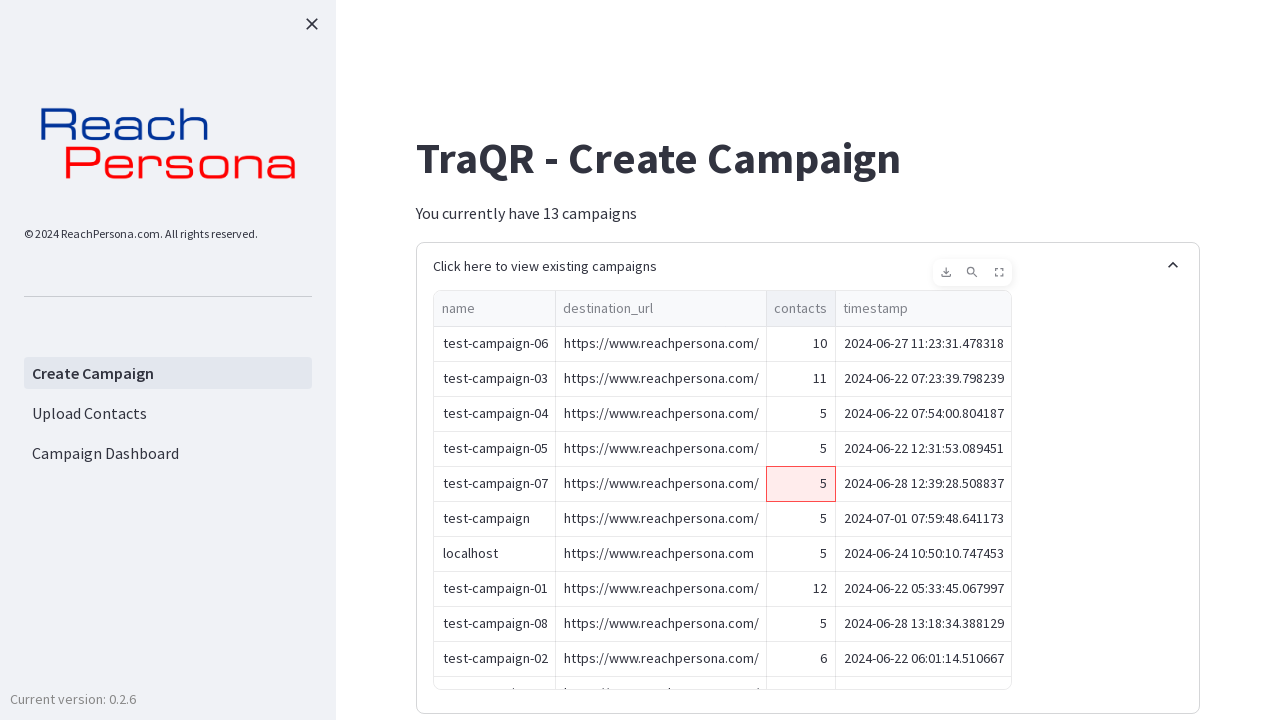 Reach
Persona
© 2024 ReachPersona.com. All rights reserved.
Create Campaign
Upload Contacts
Campaign Dashboard
Current version: 0.2.6
TraQR - Create Campaign
You currently have 13 campaigns
Click here to view existing campaigns
name destination_url contacts timestamp
test-campaign-06 https://www.reachpersona.com/ 10 2024-06-27 11:23:31.478318
test-campaign-03 https://www.reachpersona.com/ 11 2024-06-22 07:23:39.798239
test-campaign-04 https://www.reachpersona.com/ 5 2024-06-22 07:54:00.804187
test-campaign-05 https://www.reachpersona.com/ 5 2024-06-22 12:31:53.089451
test-campaign-07 https://www.reachpersona.com/ 5 2024-06-28 12:39:28.508837
test-campaign https://www.reachpersona.com/ 5 2024-07-01 07:59:48.641173
localhost https://www.reachpersona.com 5 2024-06-24 10:50:10.747453
test-campaign-01 https://www.reachpersona.com/ 12 2024-06-22 05:33:45.067997
test-campaign-08 https://www.reachpersona.com/ 5 2024-06-28 13:18:34.388129
test-campaign-02 https://www.reachpersona.com/ 6 2024-06-22 06:01:14.510667